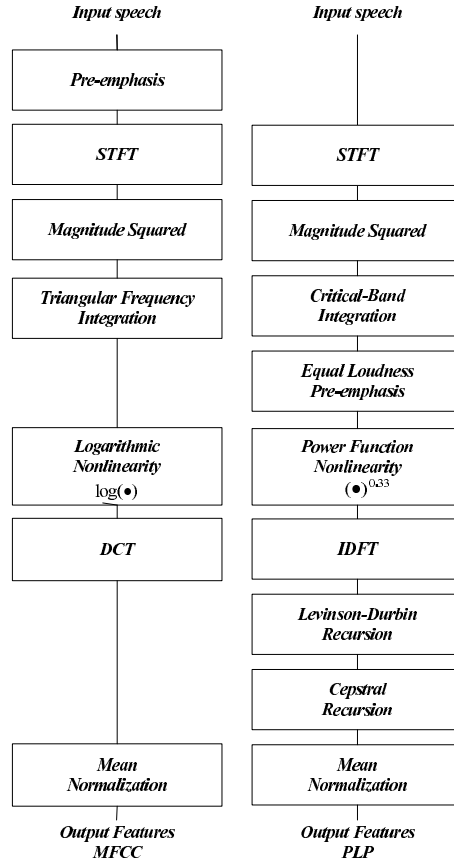 Input speech
Pre-emphasis
STFT
Magnitude Squared
Triangular Frequency
Integration
Logarithmic
Nonlinearity
log(•)
DCT
Mean
Normalization
Output Features
MFCC
Input speech
STFT
Magnitude Squared
Critical-Band
Integration
Equal Loudness
Pre-emphasis
Power Function
Nonlinearity
(•)^0.33
IDFT
Levinson-Durbin
Recursion
Cepstral
Recursion
Mean
Normalization
Output Features
PLP